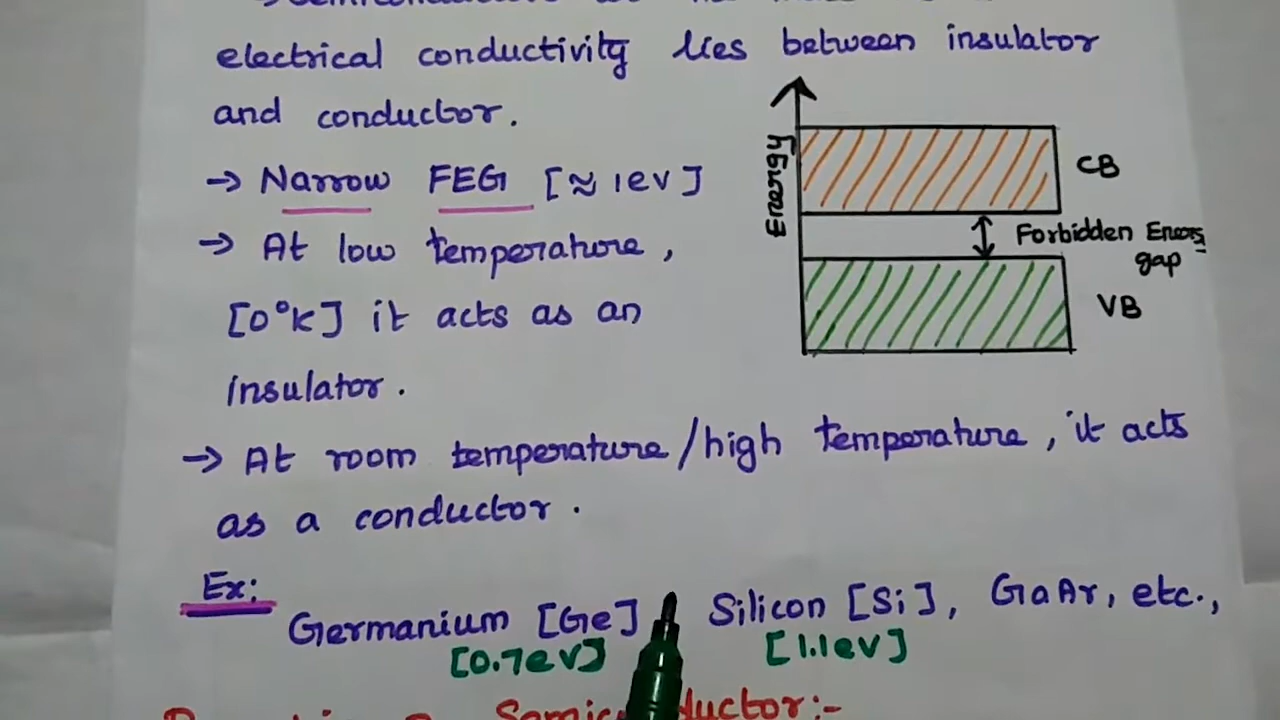 electrical conductivity lies between insulator
and conductor.
→ Narrow FEG [≈ 1ev]
→ At low temperature,
[0°K] it acts as an
insulator.
Energy
CB
Forbidden Energy
gap
VB
→ At room temperature/high temperature, it acts
as a conductor.
Ex:
Germanium [Ge] Silicon [Si], GaAr, etc.,
[0.7ev] [1.1ev]